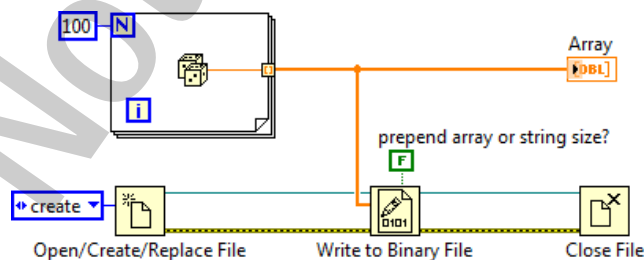 100
N
i
Array
DBL]
prepend array or string size?
F
create
0101
Open/Create/Replace File
Write to Binary File
Close File